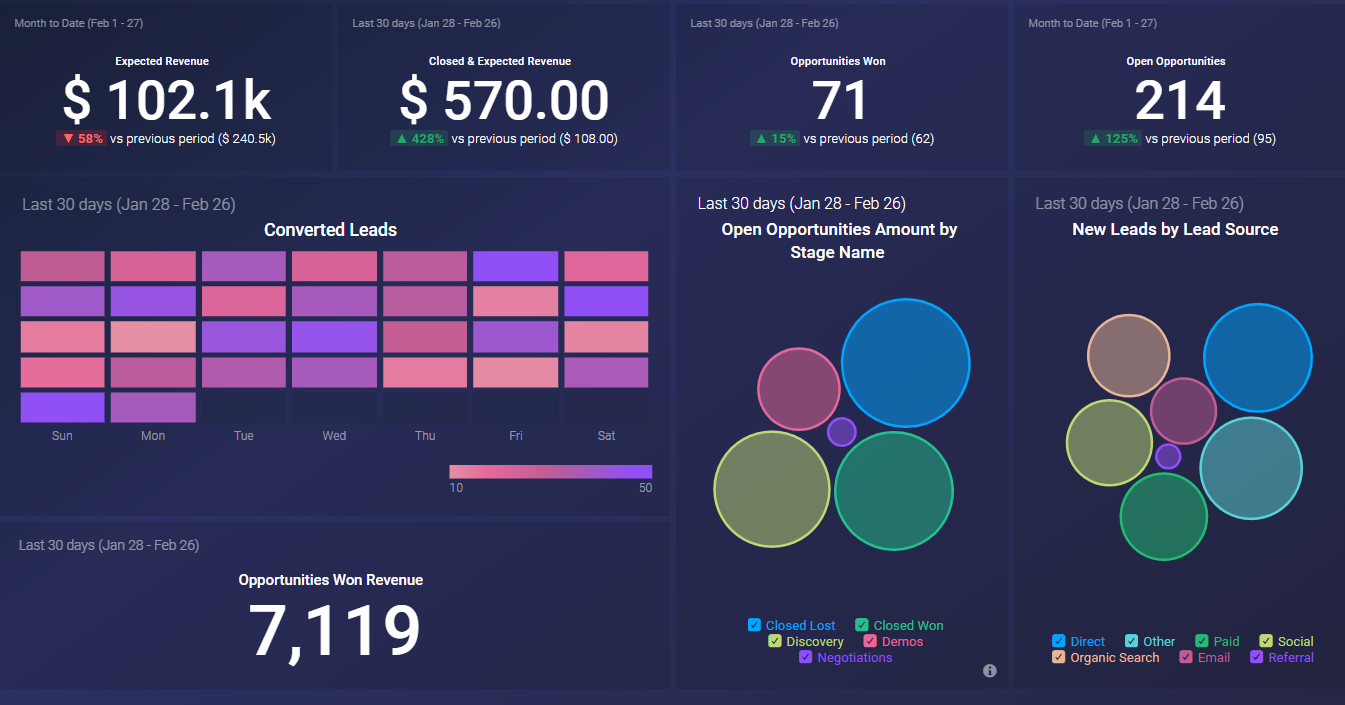 Month to Date (Feb 1 - 27)
Expected Revenue
$ 102.1k
▼ 58% vs previous period ($ 240.5k)
Last 30 days (Jan 28 - Feb 26)
Closed & Expected Revenue
$ 570.00
▲ 428% vs previous period ($ 108.00)
Last 30 days (Jan 28 - Feb 26)
Opportunities Won
71
▲ 15% vs previous period (62)
Month to Date (Feb 1 - 27)
Open Opportunities
214
▲ 125% vs previous period (95)
Last 30 days (Jan 28 - Feb 26)
Converted Leads
Sun Mon Tue Wed Thu Fri Sat
10 50
Last 30 days (Jan 28 - Feb 26)
Open Opportunities Amount by
Stage Name
Closed Lost Closed Won
Discovery Demos
Negotiations
Last 30 days (Jan 28 - Feb 26)
New Leads by Lead Source
Direct Other Paid Social
Organic Search Email Referral
Last 30 days (Jan 28 - Feb 26)
Opportunities Won Revenue
7,119